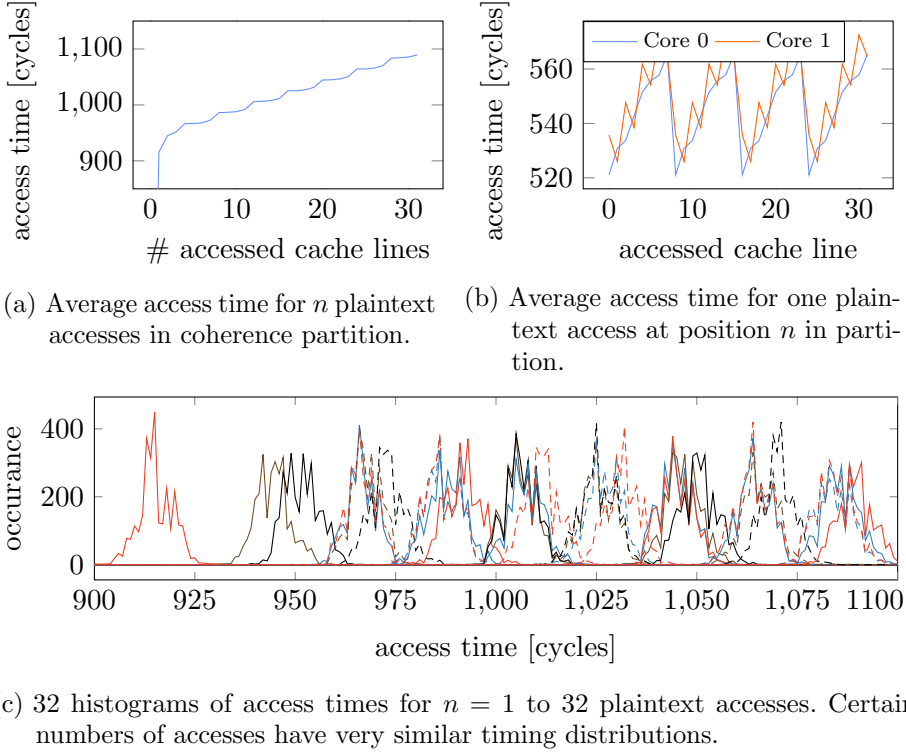 1,100
1,000
900
access time [cycles]
0 10 20 30
# accessed cache lines
Core 0 Core 1
560
540
520
access time [cycles]
0 10 20 30
accessed cache line
(a) Average access time for n plaintext
accesses in coherence partition.
(b) Average access time for one plain-
text access at position n in parti-
tion.
400
200
0
occurance
900 925 950 975 1,000 1,025 1,050 1,075 1100
access time [cycles]
c) 32 histograms of access times for n = 1 to 32 plaintext accesses. Certain
numbers of accesses have very similar timing distributions.